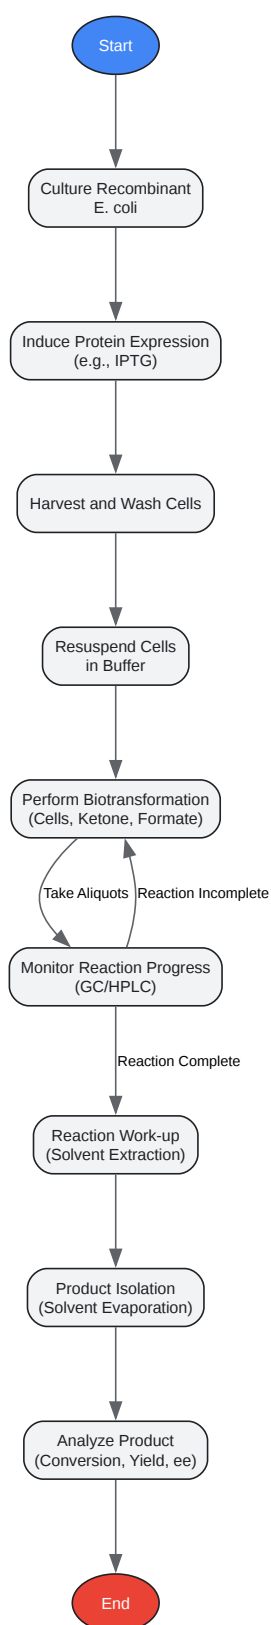 Start
Culture Recombinant
E. coli
Induce Protein Expression
(e.g., IPTG)
Harvest and Wash Cells
Resuspend Cells
in Buffer
Perform Biotransformation
(Cells, Ketone, Formate)
Take Aliquots
Reaction Incomplete
Monitor Reaction Progress
(GC/HPLC)
Reaction Complete
Reaction Work-up
(Solvent Extraction)
Product Isolation
(Solvent Evaporation)
Analyze Product
(Conversion, Yield, ee)
End